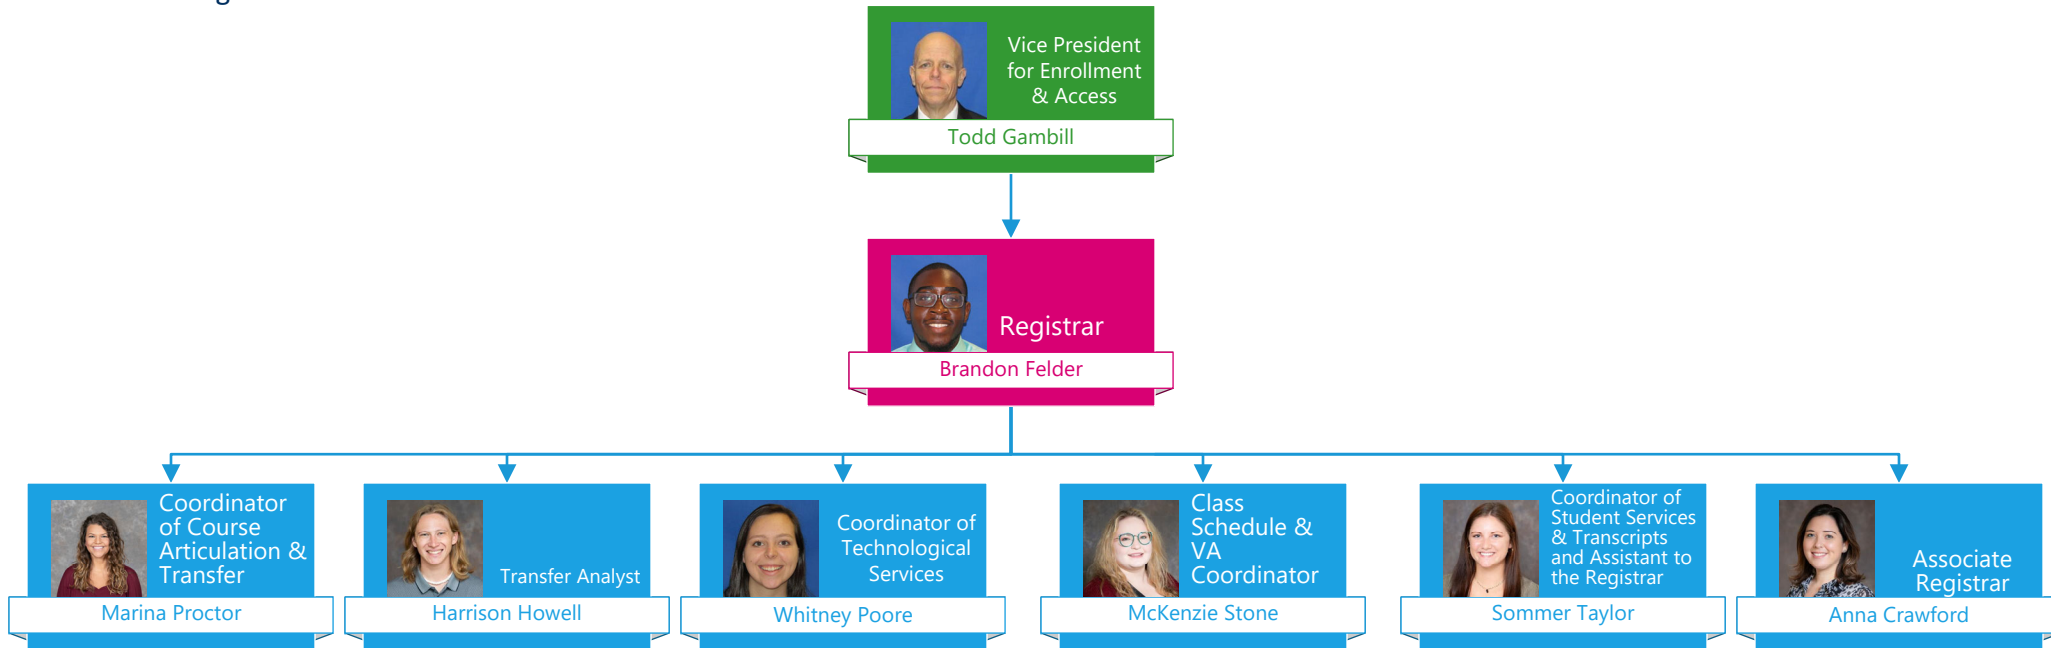 Vice President
for Enrollment
& Access
Todd Gambill
Registrar
Brandon Felder
Coordinator
of Course
Articulation &
Transfer
Marina Proctor
Transfer Analyst
Harrison Howell
Coordinator of
Technological
Services
Whitney Poore
Class
Schedule &
VA
Coordinator
McKenzie Stone
Coordinator of
Student Services
& Transcripts
and Assistant to
the Registrar
Sommer Taylor
Associate
Registrar
Anna Crawford